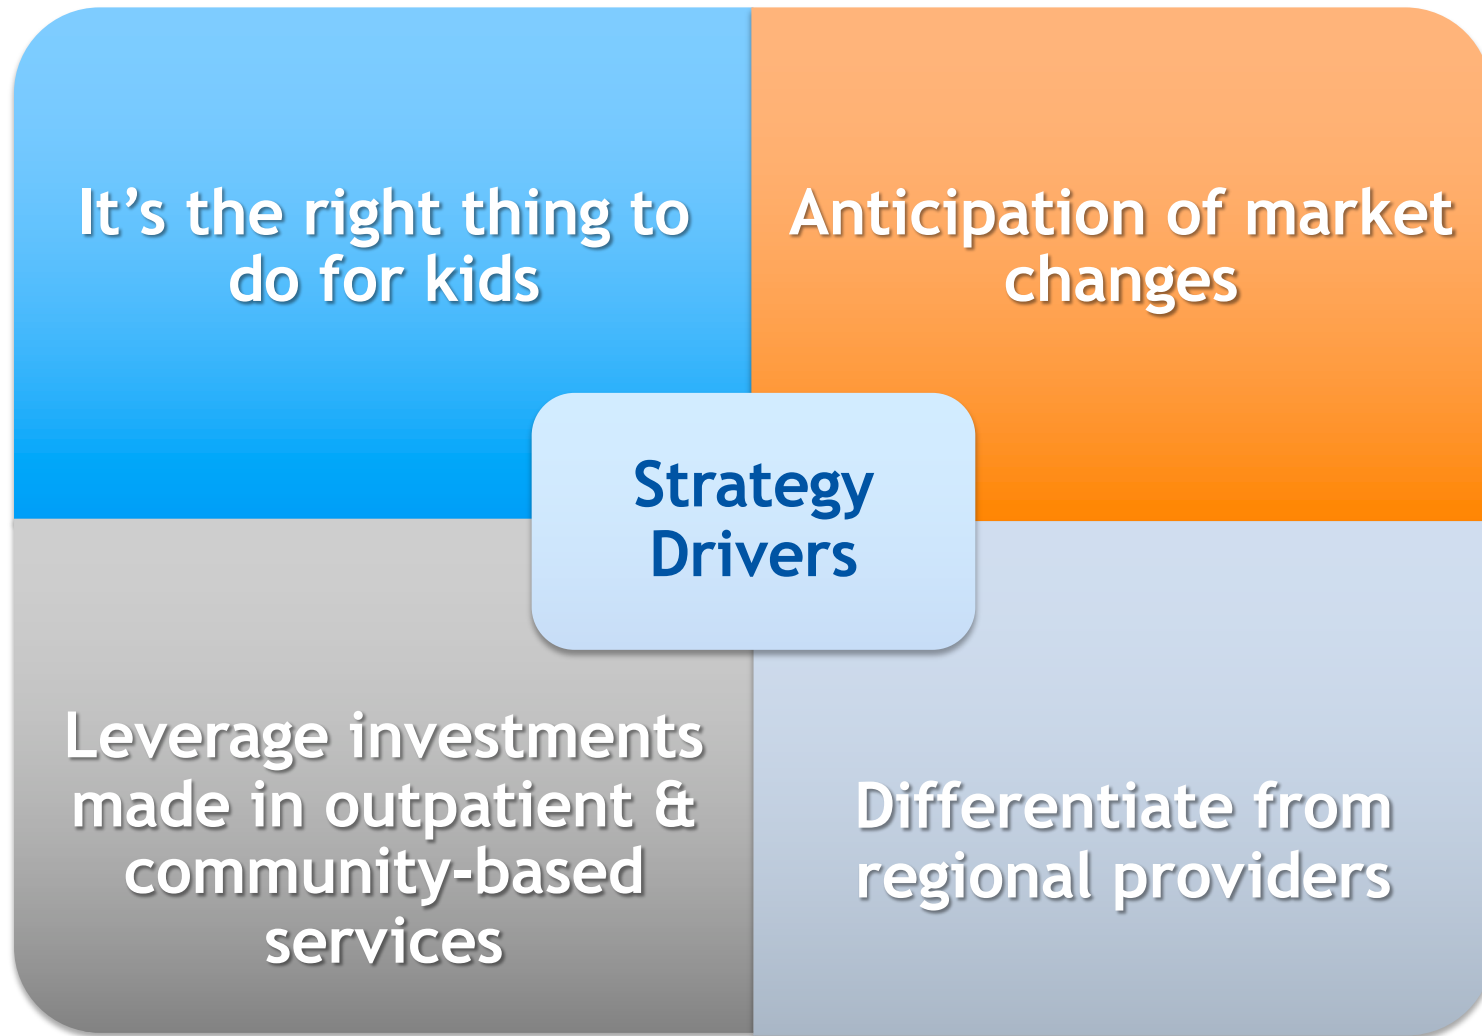 It’s the right thing to
do for kids
Anticipation of market
changes
Strategy
Drivers
Leverage investments
made in outpatient &
community-based
services
Differentiate from
regional providers